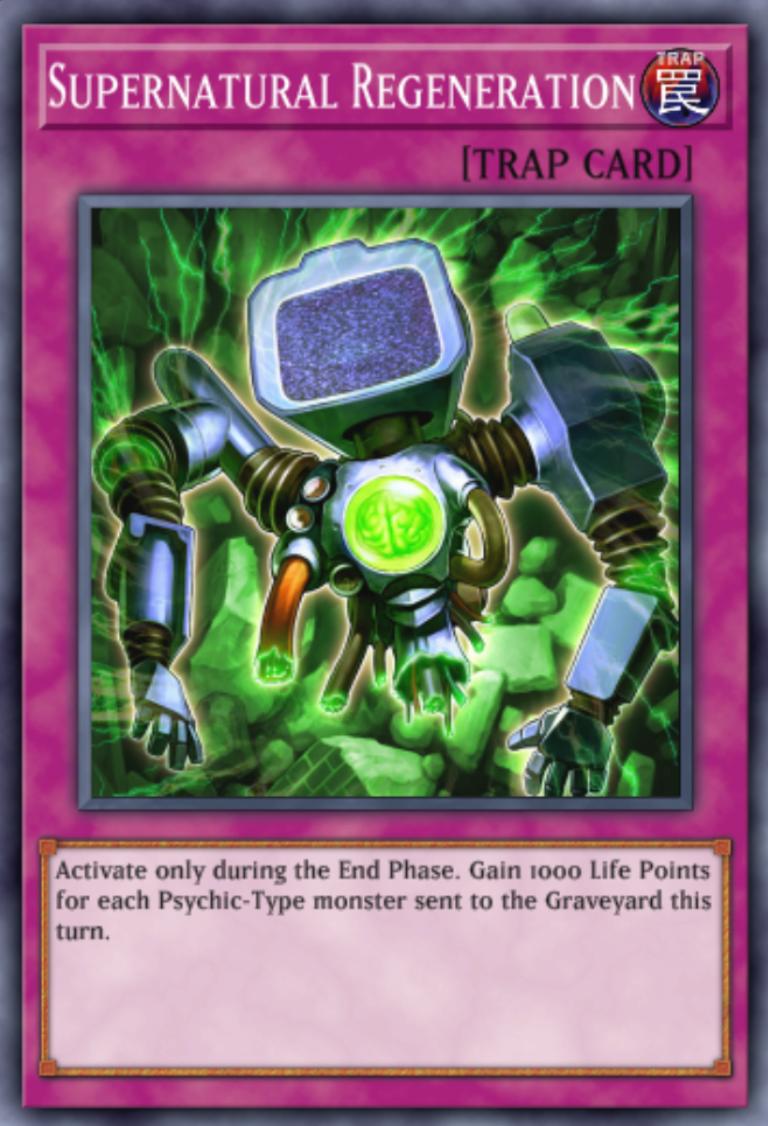 SUPERNATURAL REGENERATION
TRAP
罠
[TRAP CARD]
Activate only during the End Phase. Gain 1000 Life Points
for each Psychic-Type monster sent to the Graveyard this
turn.